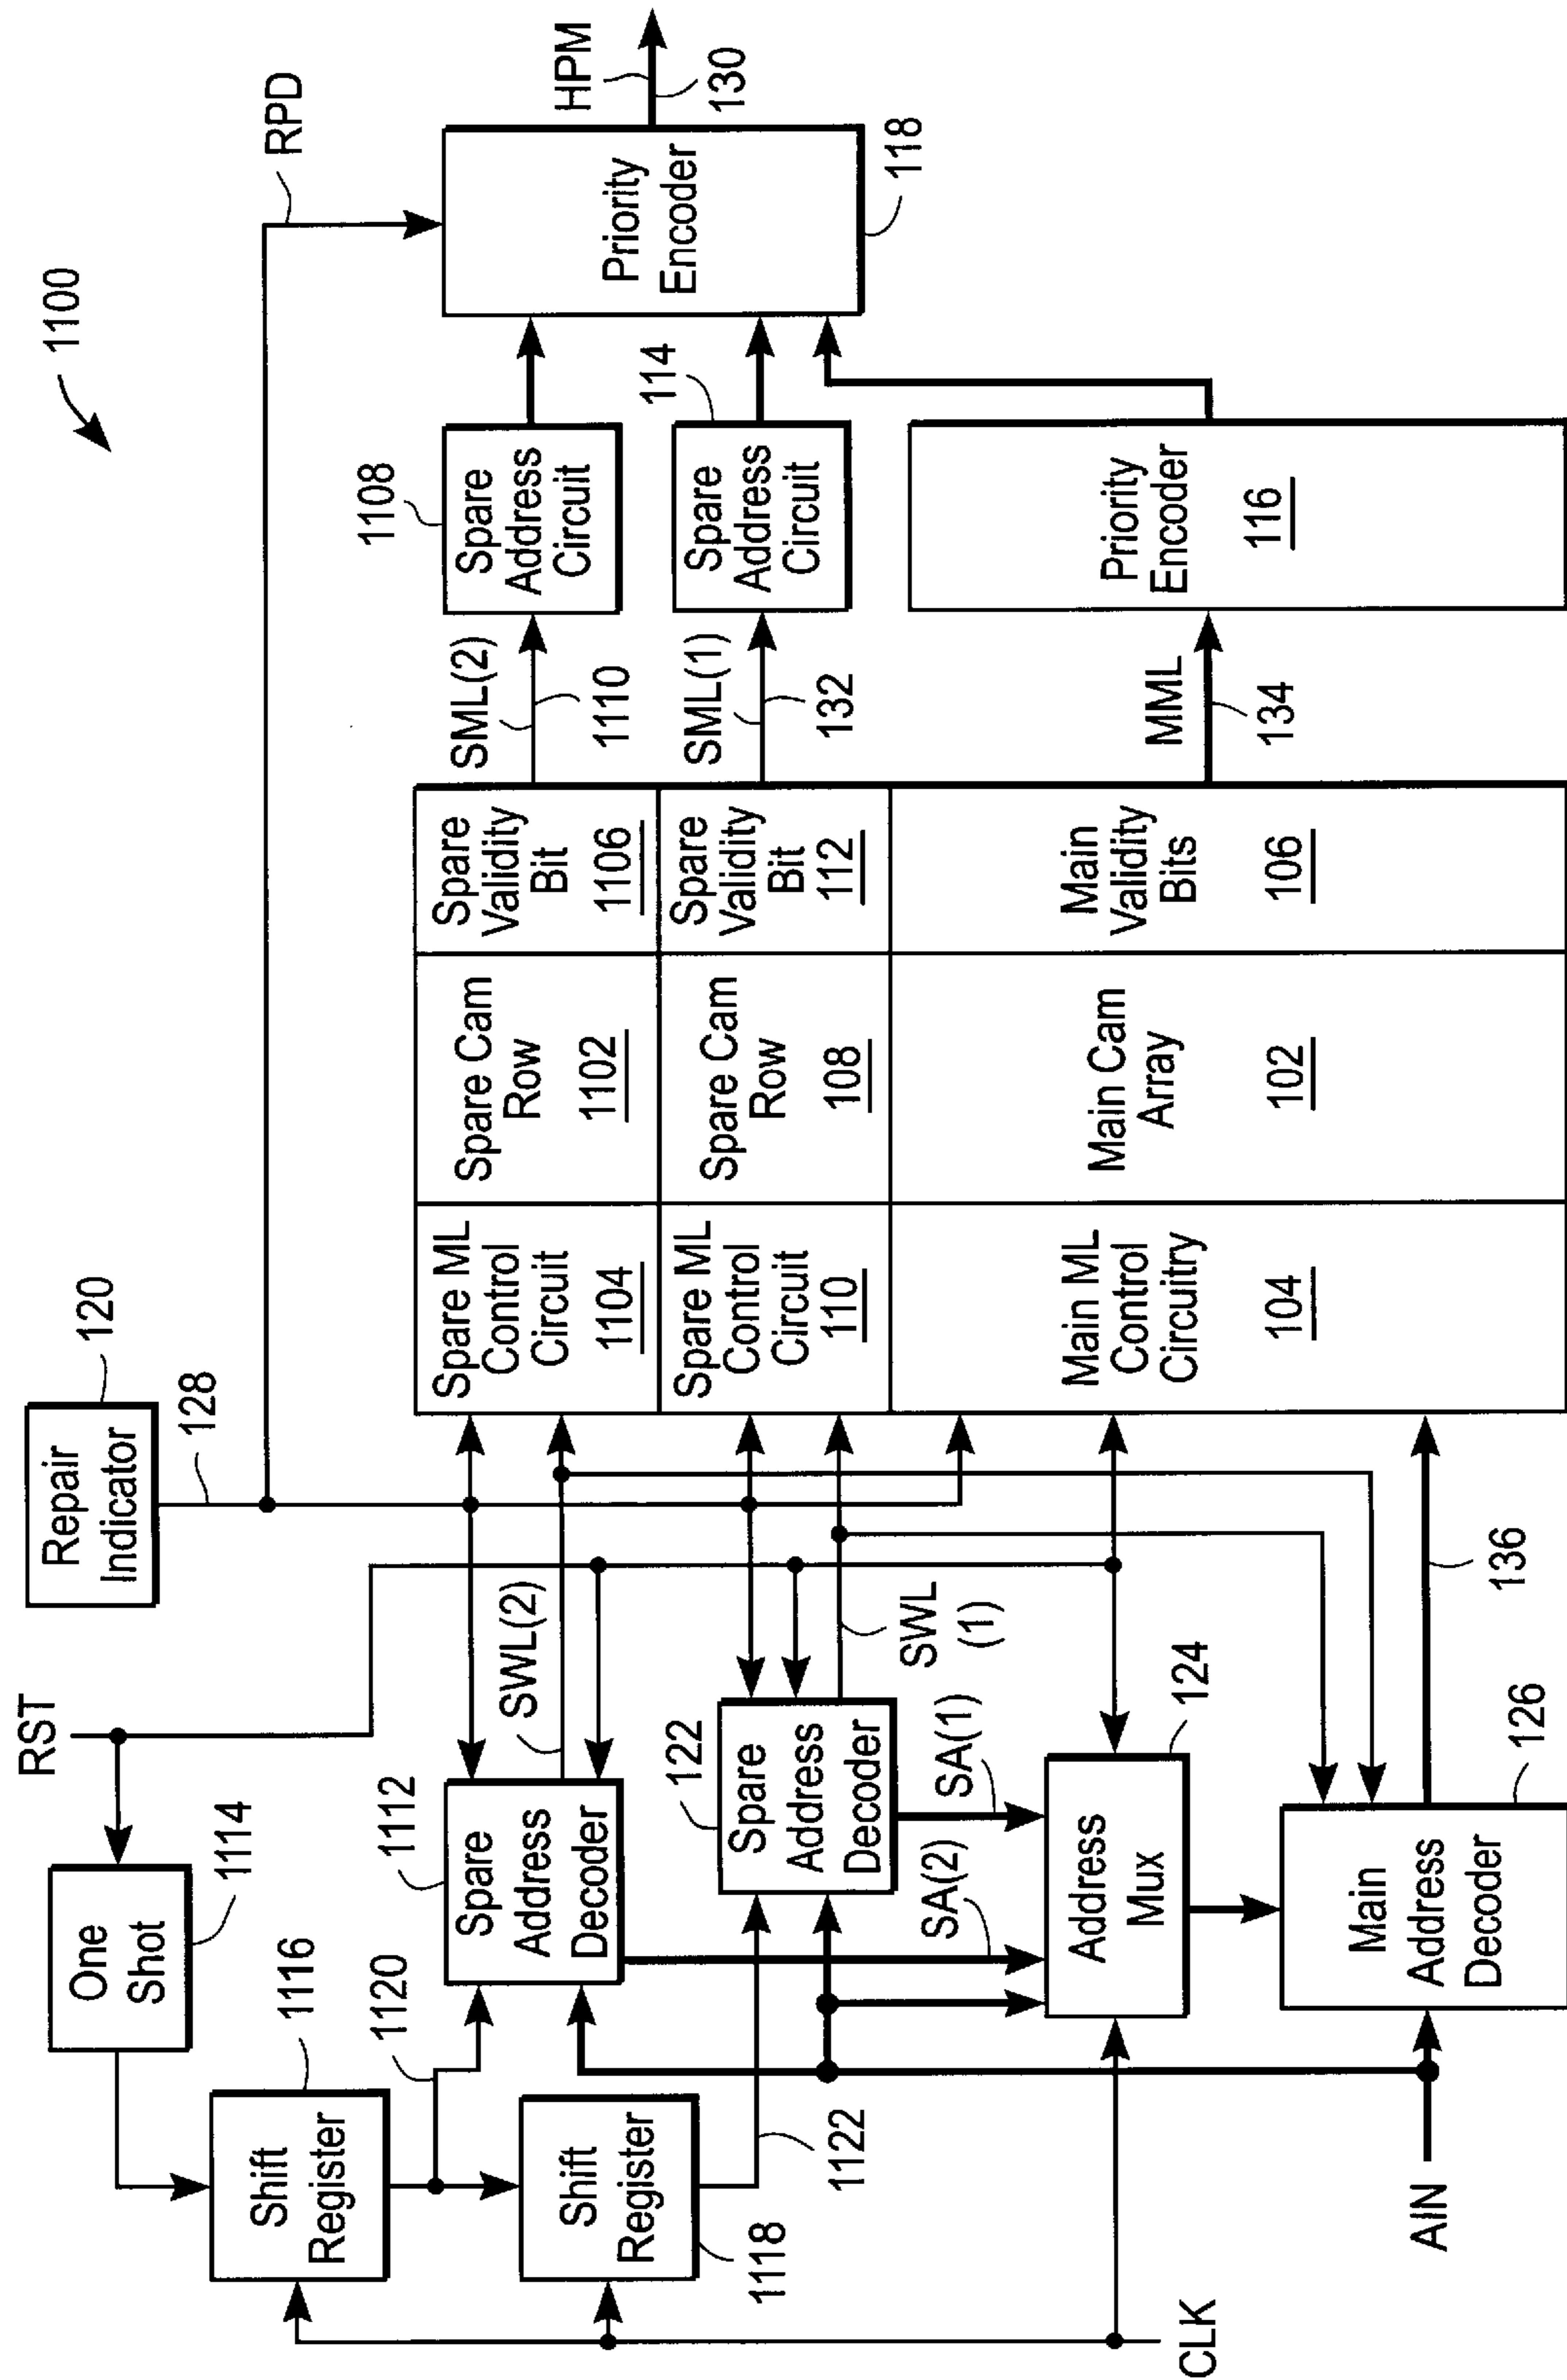 1100
RST
One
Shot
1114
Shift
Register
1116
1120
Shift
Register
1118
1122
CLK
AIN
Repair
Indicator
120
128
RPD
Spare
Address
Decoder
1112
SWL(2)
Spare
Address
Decoder
122
SWL
(1)
SA(1)
SA(2)
Address
Mux
124
Main
Address
Decoder
126
136
Spare ML
Control
Circuit
1104
Spare Cam
Row
1102
Spare
Validity
Bit
1106
Spare ML
Control
Circuit
110
Spare Cam
Row
108
Spare
Validity
Bit
112
Main ML
Control
Circuitry
104
Main Cam
Array
102
Main
Validity
Bits
106
SML(2)
1110
SML(1)
132
MML
134
1108
Spare
Address
Circuit
114
Spare
Address
Circuit
Priority
Encoder
116
Priority
Encoder
118
HPM
130